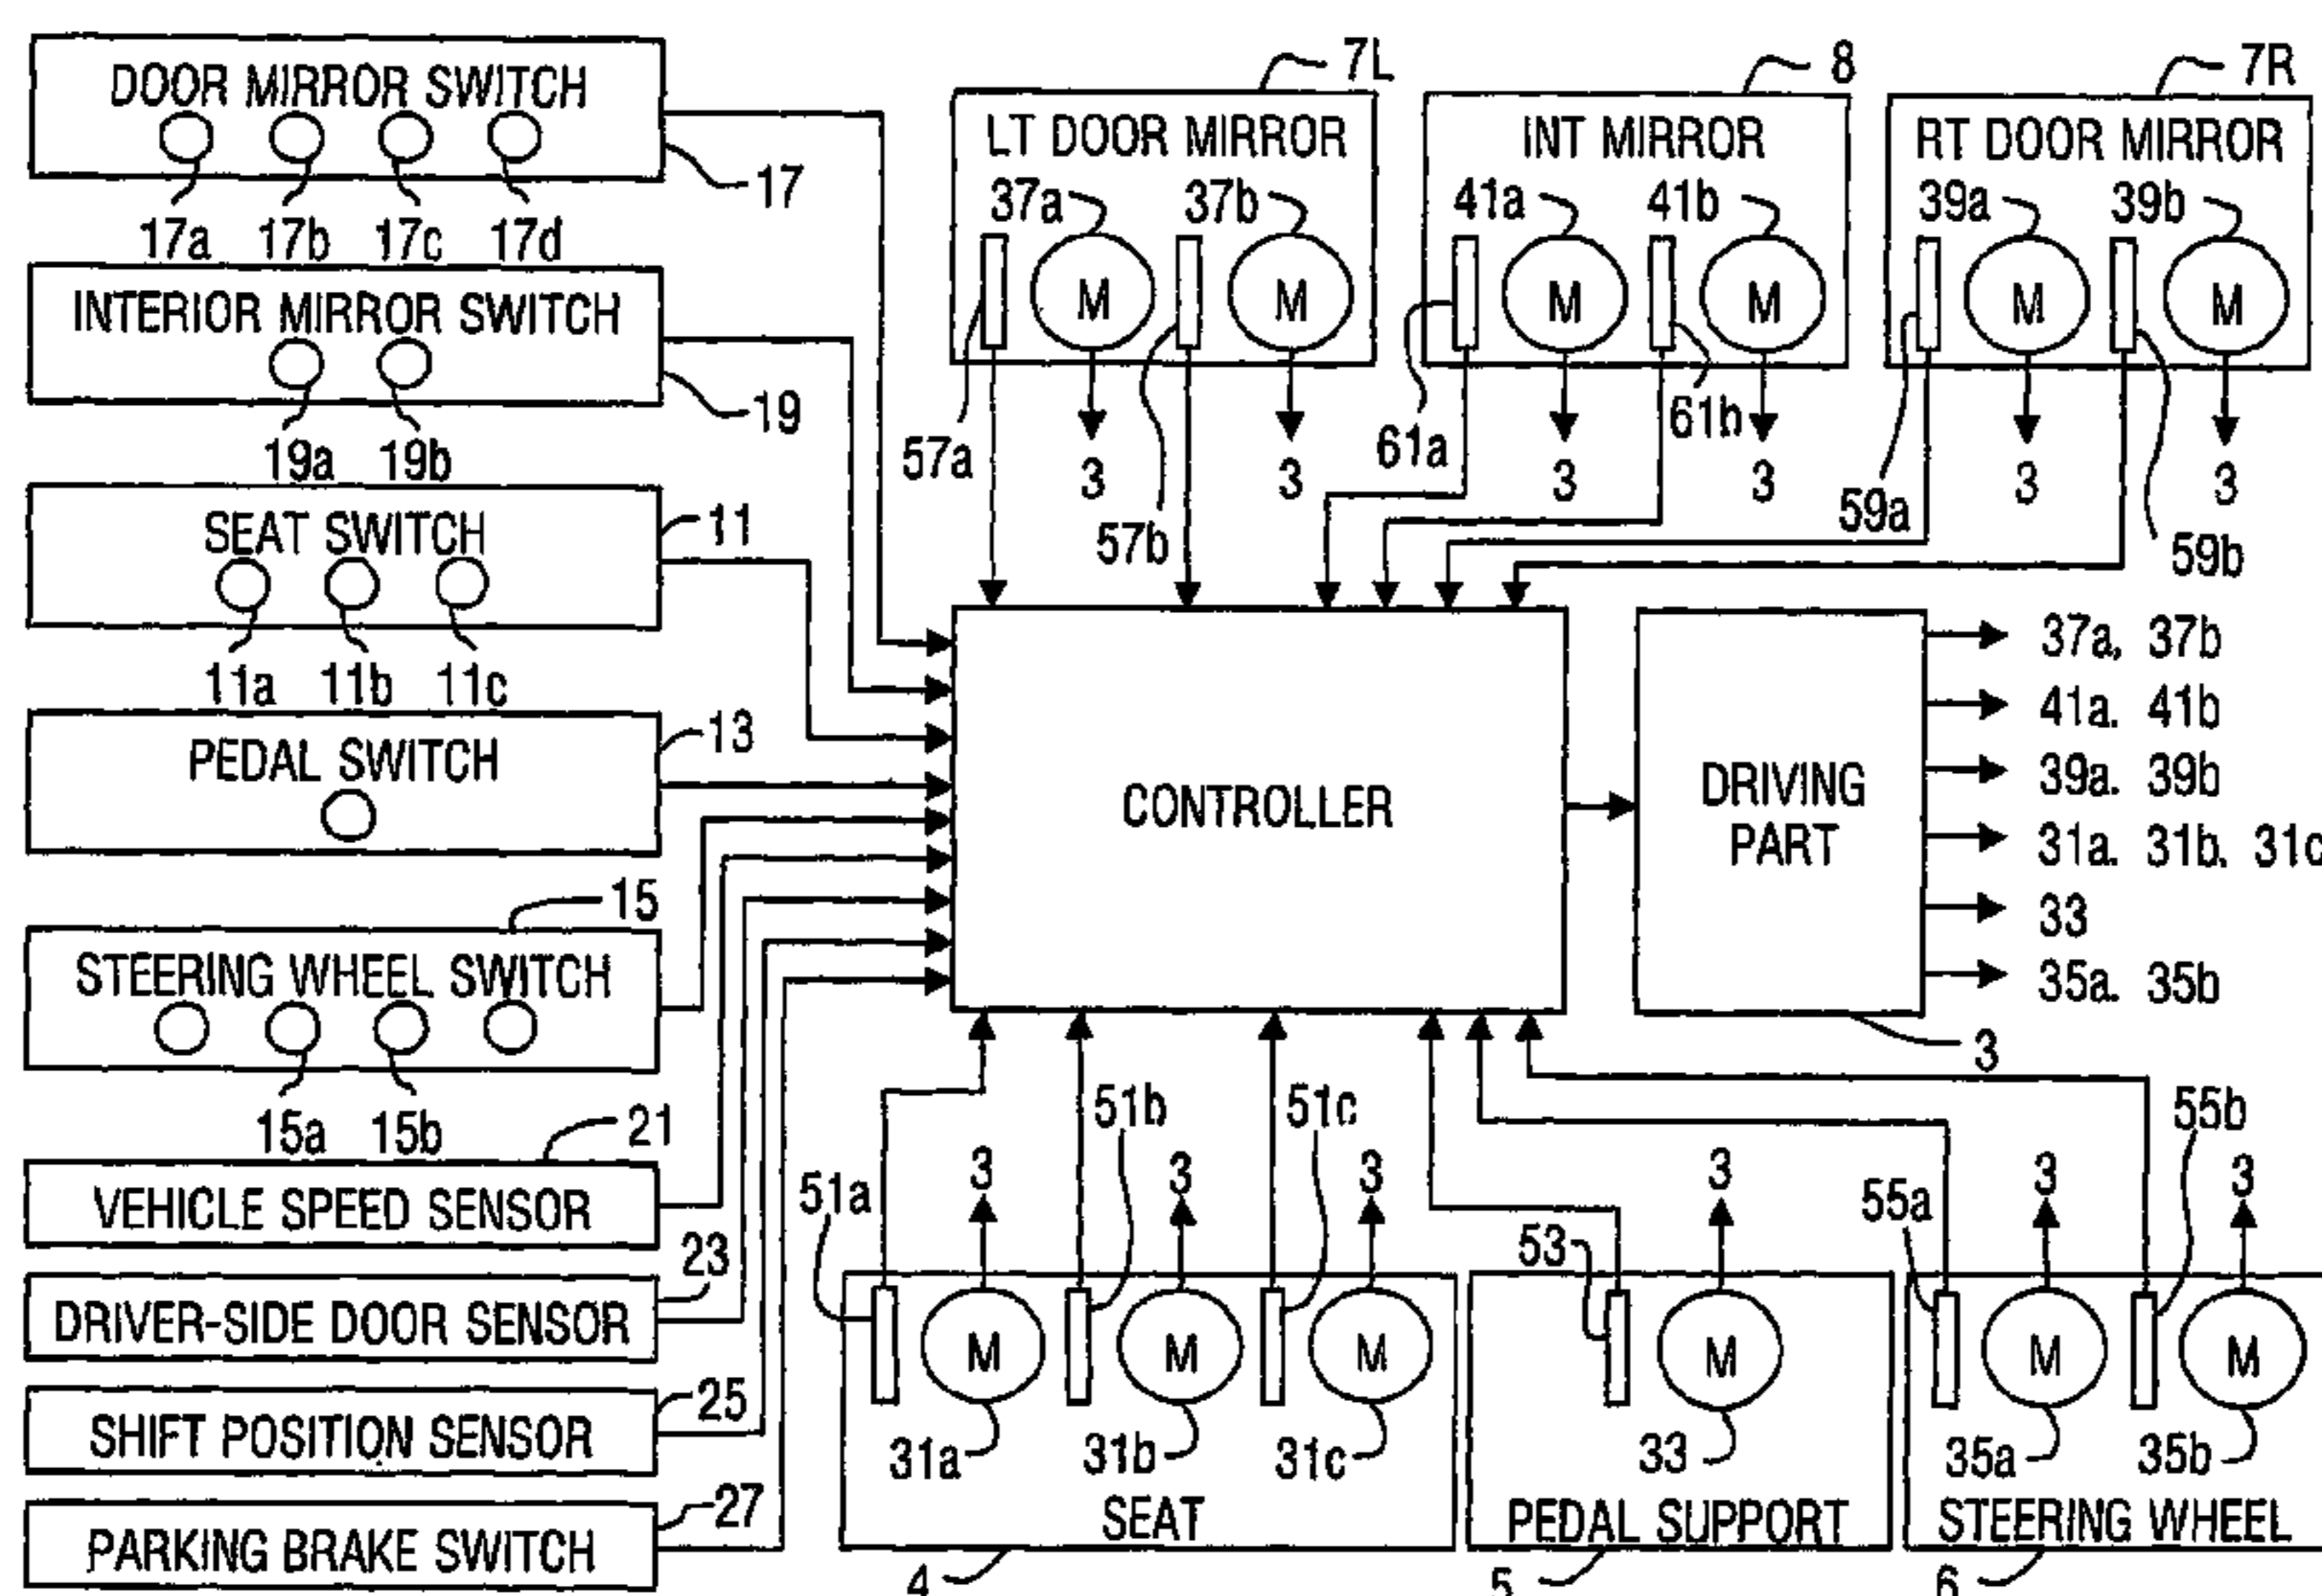 DOOR MIRROR SWITCH
17
17a 17b 17c 17d
INTERIOR MIRROR SWITCH
19
19a 19b
SEAT SWITCH
11
11a 11b 11c
PEDAL SWITCH
13
STEERING WHEEL SWITCH
15
15a 15b
VEHICLE SPEED SENSOR
21
DRIVER-SIDE DOOR SENSOR
23
SHIFT POSITION SENSOR
25
PARKING BRAKE SWITCH
27
7L
LT DOOR MIRROR
37a 37b
M M
57a 3 57b 3
8
INT MIRROR
41a 41b
M M
61a 3 61b 3
7R
RT DOOR MIRROR
39a 39b
M M
59a 3 59b 3
CONTROLLER
DRIVING
PART
3
37a, 37b
41a. 41b
39a. 39b
31a. 31b. 31c
33
35a. 35b
51a 3 51b 3 51c 3
M M M
31a 31b 31c
SEAT
4
53 3
M
33
PEDAL SUPPORT
5
55a 3 55b 3
M M
35a 35b
STEERING WHEEL
6